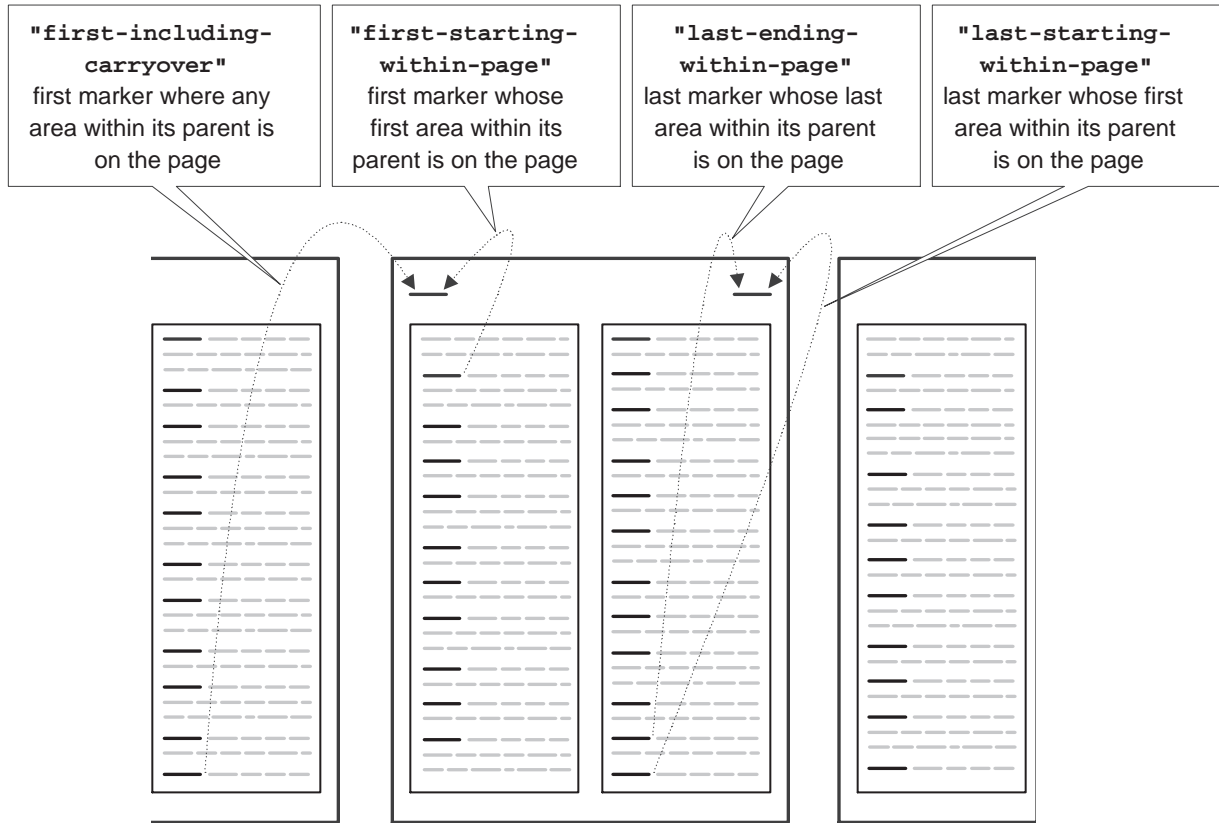 "first-including-
carryover"
first marker where any
area within its parent is
on the page
"first-starting-
within-page"
first marker whose
first area within its
parent is on the page
"last-ending-
within-page"
last marker whose last
area within its parent
is on the page
"last-starting-
within-page"
last marker whose first
area within its parent
is on the page